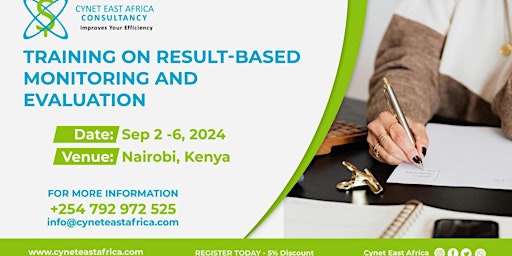 CYNET EAST AFRICA
CONSULTANCY
Improves Your Efficiency
TRAINING ON RESULT-BASED
MONITORING AND
EVALUATION
Date: Sep 2 -6, 2024
Venue: Nairobi, Kenya
FOR MORE INFORMATION
+254 792 972 525
info@cyneteastafrica.com
www.cyneteastafrica.com REGISTER TODAY - 5% Discount Cynet East Africa